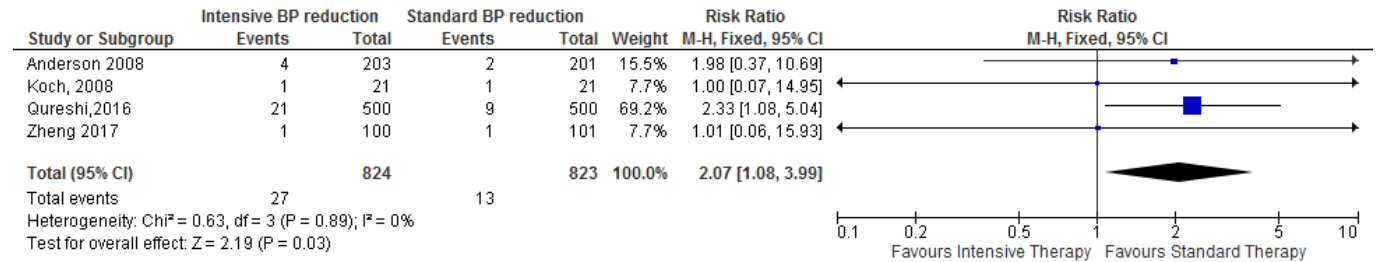 Intensive BP reduction Standard BP reduction Risk Ratio Risk Ratio
Study or Subgroup Events Total Events Total Weight M-H, Fixed, 95% CI M-H, Fixed, 95% CI
Anderson 2008 4 203 2 201 15.5% 1.98 [0.37, 10.69]
Koch, 2008 1 21 1 21 7.7% 1.00 [0.07, 14.95]
Qureshi,2016 21 500 9 500 69.2% 2.33 [1.08, 5.04]
Zheng 2017 1 100 1 101 7.7% 1.01 [0.06, 15.93]
Total (95% CI) 824 823 100.0% 2.07 [1.08, 3.99]
Total events 27 13
Heterogeneity: Chi² = 0.63, df = 3 (P = 0.89); I² = 0%
Test for overall effect: Z = 2.19 (P = 0.03)
0.1 0.2 0.5 1 2 5 10
Favours Intensive Therapy Favours Standard Therapy